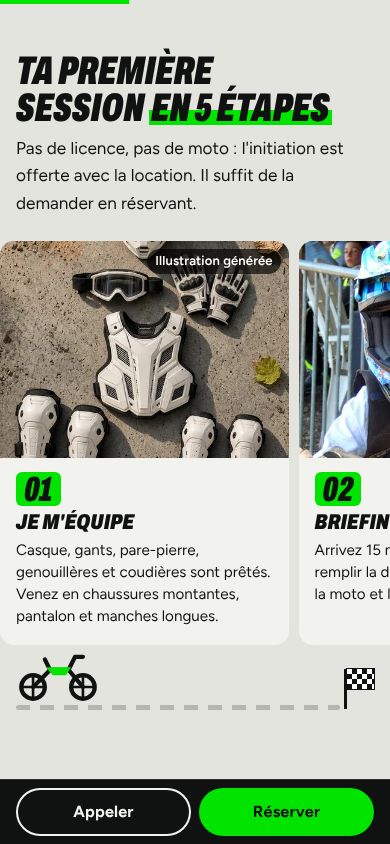 TA PREMIÈRE
SESSION EN 5 ÉTAPES
Pas de licence, pas de moto : l'initiation est
offerte avec la location. Il suffit de la
demander en réservant.
Illustration générée
01
JE M'ÉQUIPE
Casque, gants, pare-pierre,
genouillères et coudières sont prêtés.
Venez en chaussures montantes,
pantalon et manches longues.
02
BRIEFIN
Arrivez 15
remplir la
la moto et
Appeler
Réserver